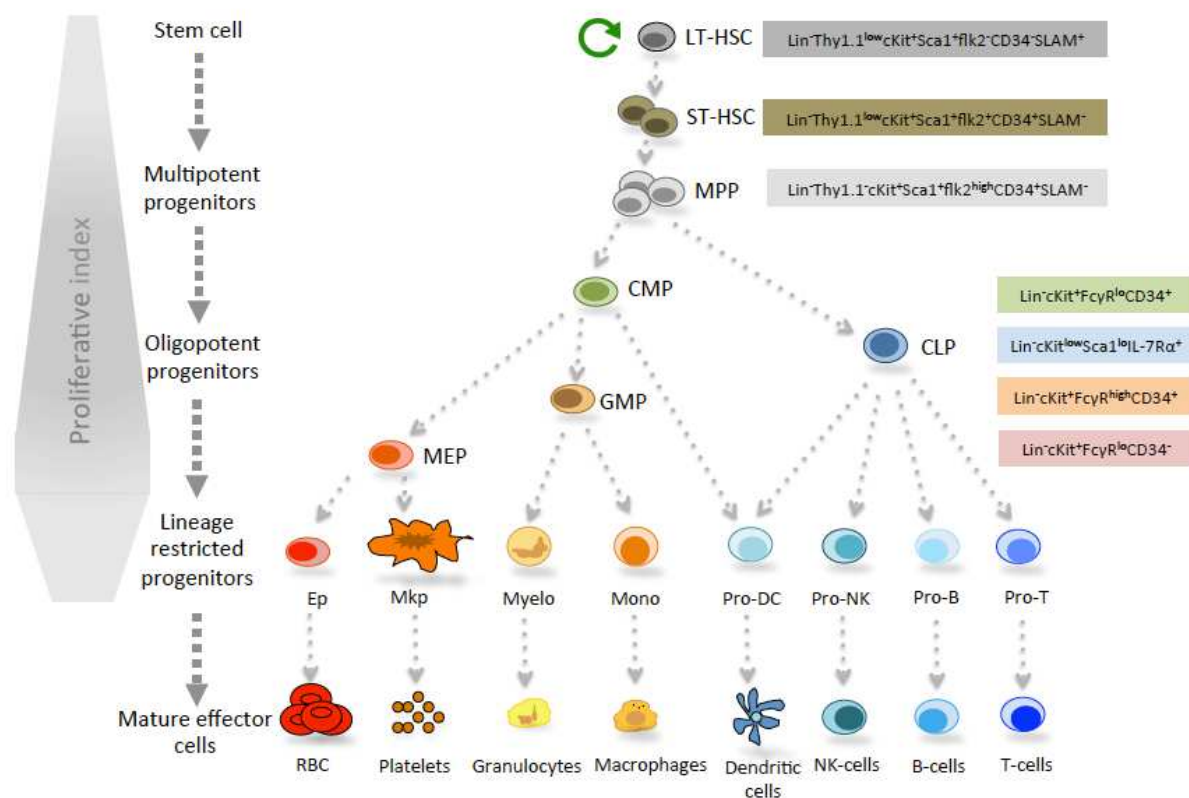 Stem cell
Multipotent
progenitors
Oligopotent
progenitors
Lineage
restricted
progenitors
Mature effector
cells
Proliferative index
LT-HSC
Lin⁻Thy1.1ˡᵒʷcKit⁺Sca1⁺flk2⁻CD34⁻SLAM⁺
ST-HSC
Lin⁻Thy1.1ˡᵒʷcKit⁺Sca1⁺flk2⁺CD34⁺SLAM⁻
MPP
Lin⁻Thy1.1⁻cKit⁺Sca1⁺flk2ʰⁱᵍʰCD34⁺SLAM⁻
CMP
CLP
GMP
MEP
Lin⁻cKit⁺FcγRˡᵒCD34⁺
Lin⁻cKitˡᵒʷSca1ˡᵒIL-7Rα⁺
Lin⁻cKit⁺FcγRʰⁱᵍʰCD34⁺
Lin⁻cKit⁺FcγRˡᵒCD34⁻
Ep
Mkp
Myelo
Mono
Pro-DC
Pro-NK
Pro-B
Pro-T
RBC
Platelets
Granulocytes
Macrophages
Dendritic
cells
NK-cells
B-cells
T-cells